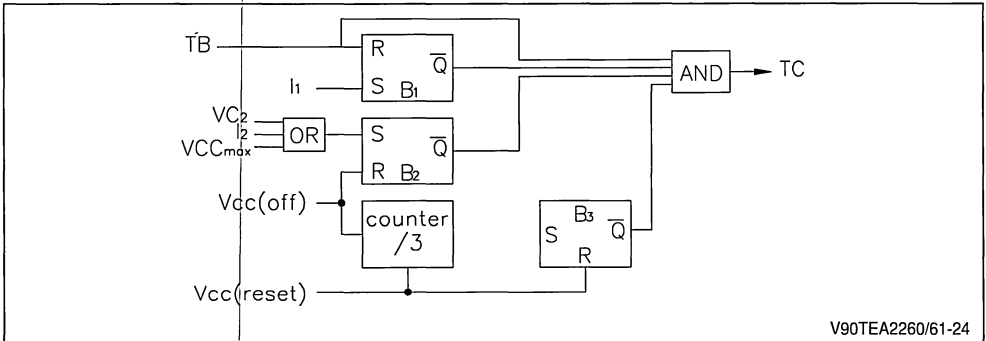 TB
R
Q
S B1
I1
AND
TC
VC2
I2
VCCmax
OR
S
Q
R B2
Vcc(off)
counter
/3
B3
S Q
R
Vcc(reset)
V90TEA2260/61-24